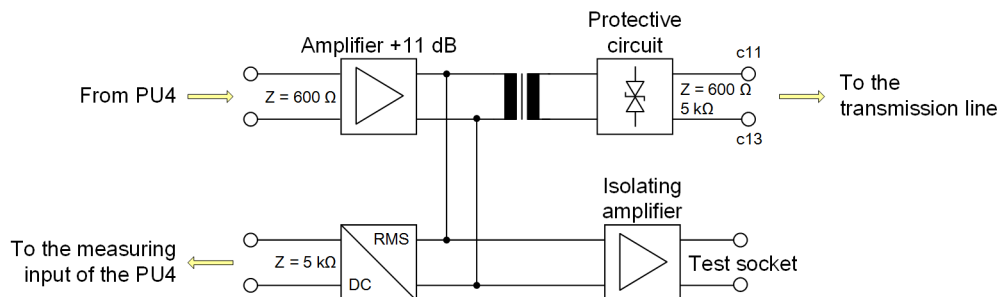 Amplifier +11 dB
Protective
circuit
c11
From PU4
Z = 600 Ω
Z = 600 Ω
5 kΩ
To the
transmission line
c13
Isolating
amplifier
To the measuring
input of the PU4
Z = 5 kΩ
RMS
DC
Test socket